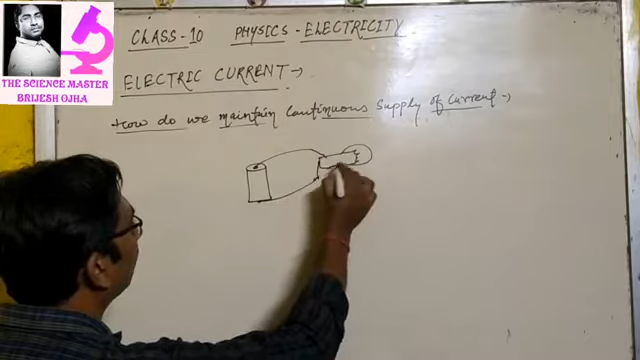 CLASS-10 PHYSICS - ELECTRICITY
THE SCIENCE MASTER
BRIJESH OJHA
ELECTRIC CURRENT→
How do we maintain Continuous Supply of Current→